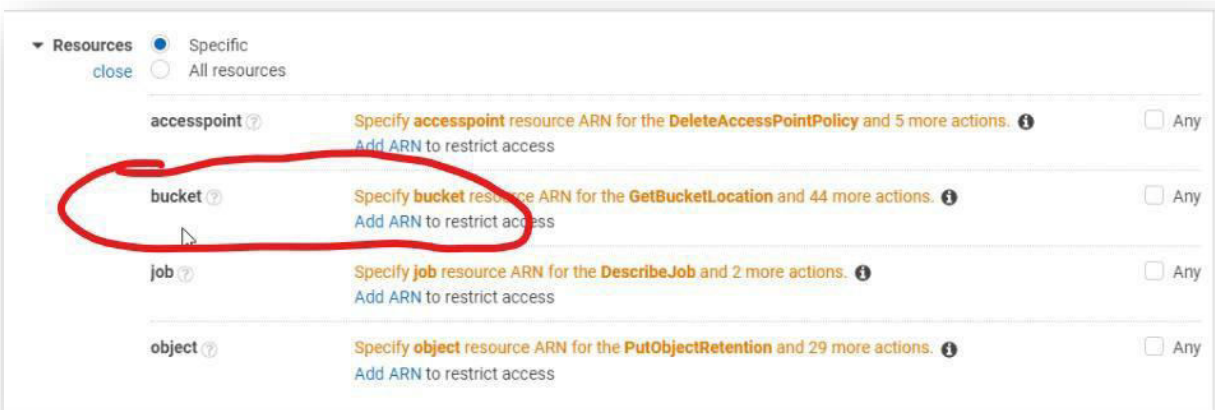 Resources Specific
close All resources
accesspoint Specify accesspoint resource ARN for the DeleteAccessPointPolicy and 5 more actions. Any
Add ARN to restrict access
bucket Specify bucket resource ARN for the GetBucketLocation and 44 more actions. Any
Add ARN to restrict access
job Specify job resource ARN for the DescribeJob and 2 more actions. Any
Add ARN to restrict access
object Specify object resource ARN for the PutObjectRetention and 29 more actions. Any
Add ARN to restrict access